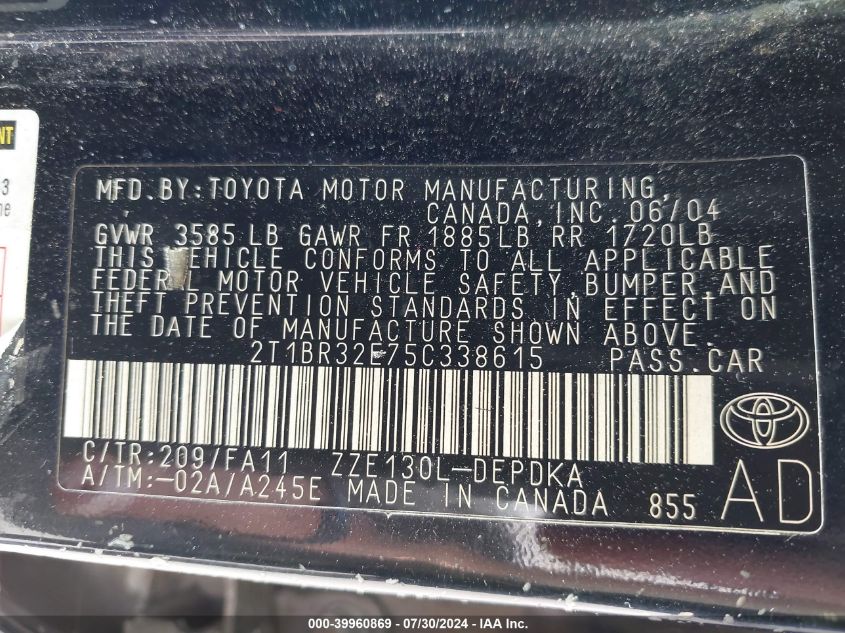 NT
3
ne
MFD.BY:TOYOTA MOTOR MANUFACTURING,
CANADA, INC. 06/04
GVWR 3585 LB GAWR FR 1885LB RR 1720LB
THIS VEHICLE CONFORMS TO ALL APPLICABLE
FEDERAL MOTOR VEHICLE SAFETY, BUMPER,AND
THEFT PREVENTION STANDARDS IN EFFECT ON
THE DATE OF MANUFACTURE SHOWN ABOVE.
2T1BR32E75C338615 PASS.CAR
C/TR:209/FA11 ZZE130L-DEPDKA
A/TM:-02A/A245E MADE IN CANADA 855
AD
000-39960869 / 07/30/2024 - IAA Inc.